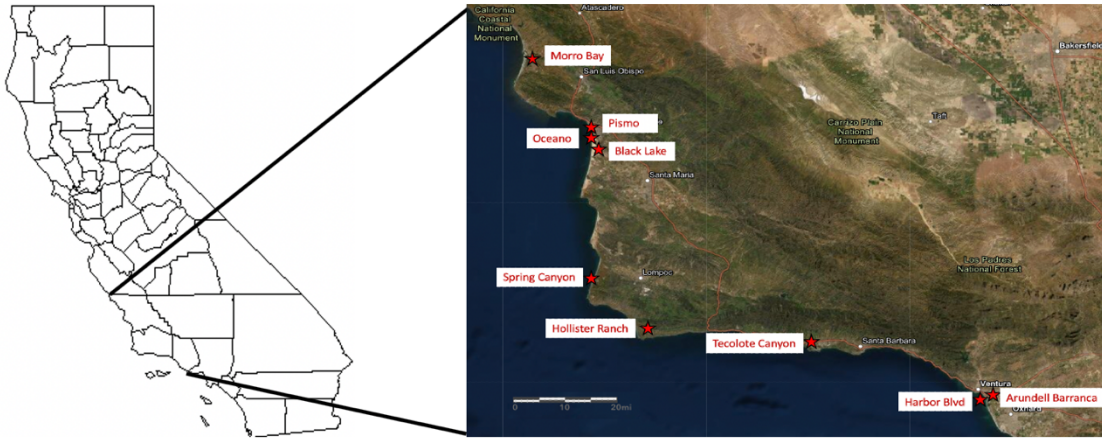 California
Coastal
National
Monument
Atascadero
Bakersfield
Morro Bay
San Luis Obispo
Pismo
Oceano
Black Lake
Carrizo Plain
National
Monument
Taft
Santa Maria
Los Padres
National Forest
Spring Canyon
Lompoc
Hollister Ranch
Tecolote Canyon
Santa Barbara
Ventura
Harbor Blvd
Arundell Barranca
Oxnard
0 10 20mi